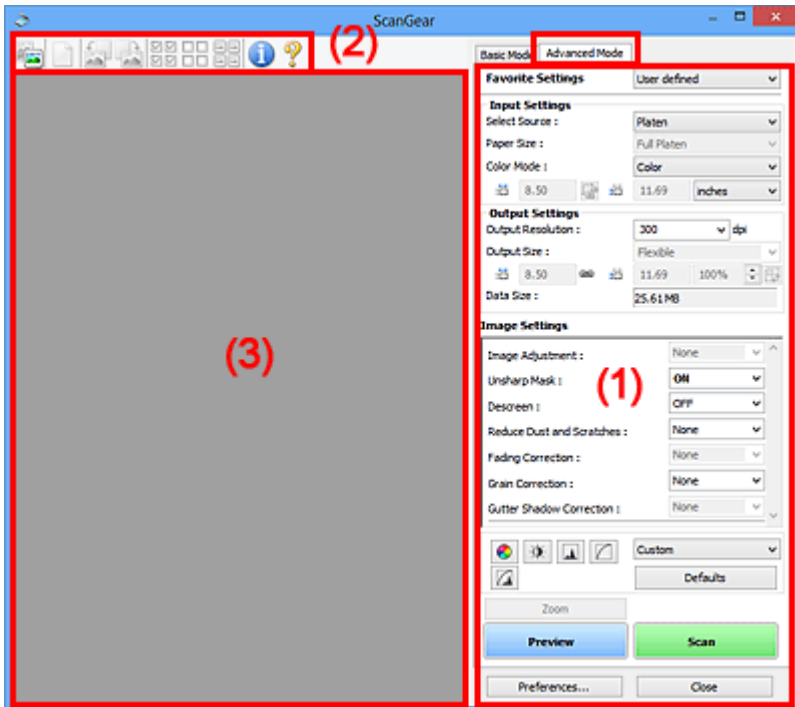 ScanGear
(2)
Basic Mode Advanced Mode
Favorite Settings User defined
Input Settings
Select Source : Platen
Paper Size : Full Platen
Color Mode : Color
8.50 11.69 inches
Output Settings
Output Resolution : 300 dpi
Output Size : Flexible
8.50 11.69 100%
Data Size : 25.61MB
Image Settings
(3)
Image Adjustment : None
(1)
Unsharp Mask : ON
Descreen : OFF
Reduce Dust and Scratches : None
Fading Correction : None
Grain Correction : None
Gutter Shadow Correction : None
Custom
Defaults
Zoom
Preview Scan
Preferences... Close